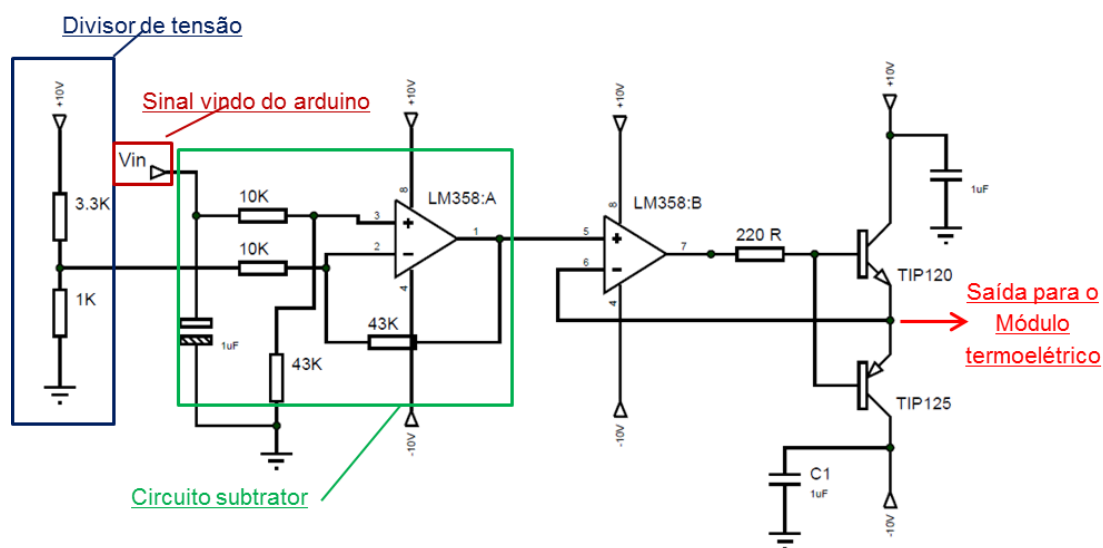 Divisor de tensão
Sinal vindo do arduino
+10V
Vin
3.3K
1K
10K
10K
1uF
43K
43K
+10V
8
3
2
1
4
LM358:A
-10V
+10V
8
LM358:B
5
6
7
4
-10V
220 R
+10V
1uF
TIP120
Saída para o
Módulo
termoelétrico
TIP125
C1
1uF
-10V
Circuito subtrator